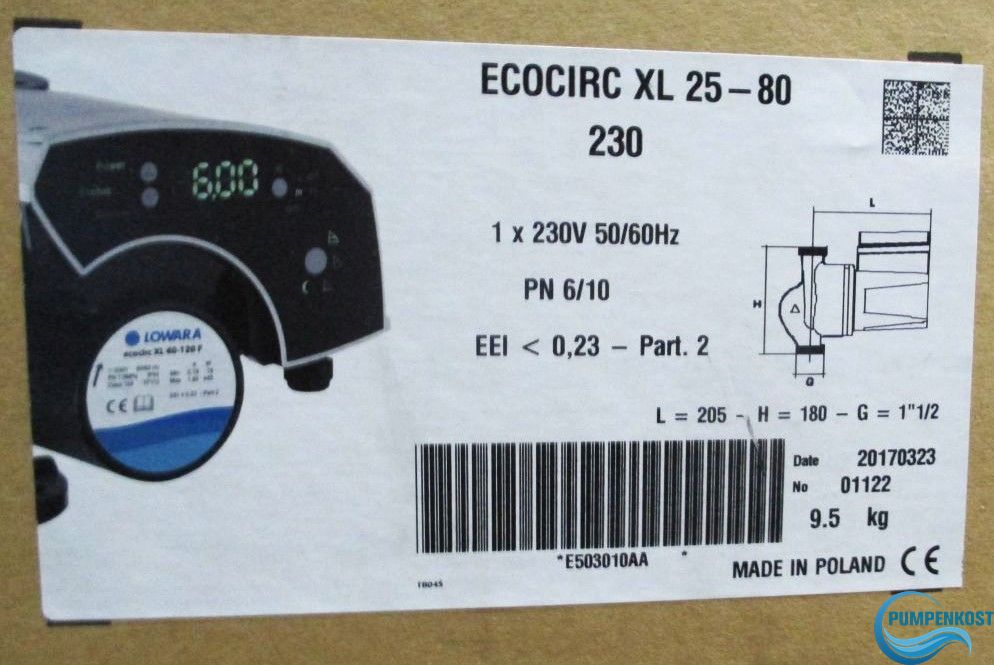 ECOCIRC XL 25-80
230
1 x 230V 50/60Hz
PN 6/10
EEI < 0,23 – Part. 2
Power
6.00
LOWARA
ecocirc XL 40-120 F
CE
L
H
G
L = 205 - H = 180 – G = 1"1/2
Date 20170323
No 01122
9.5 kg
*E503010AA *
MADE IN POLAND CE
PUMPENKOST